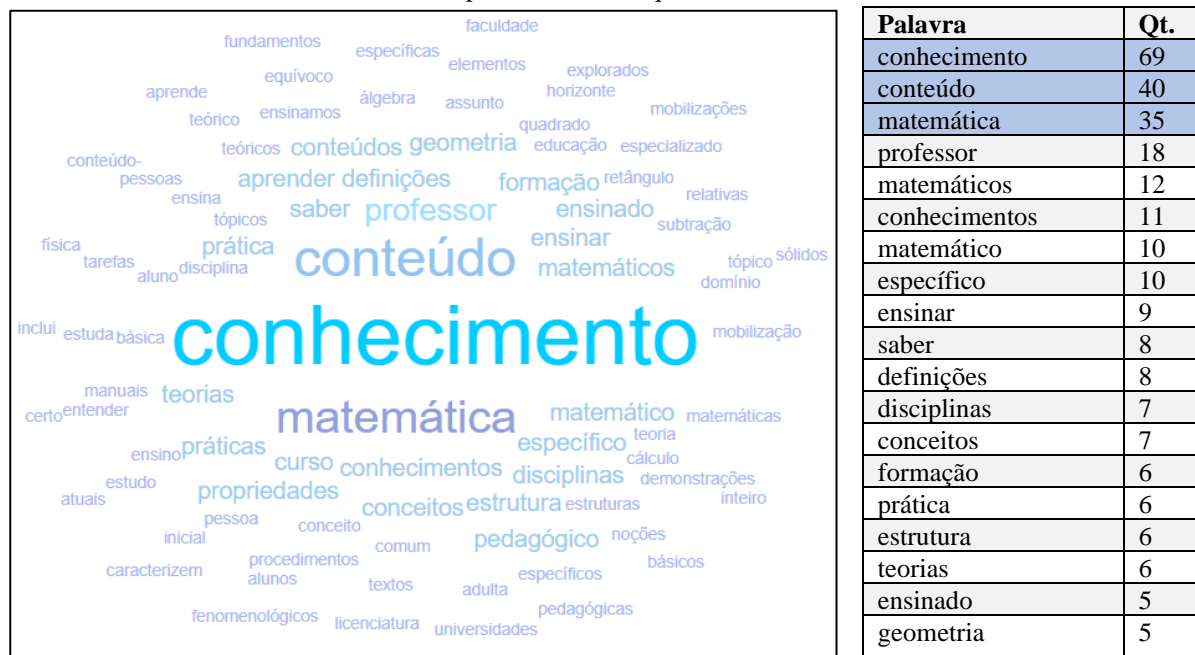 faculdade
fundamentos
específicas
elementos
equívoco
explorados
aprende
horizonte
álgebra
assunto
mobilizações
ensinamos
teórico
quadrado
teóricos conteúdos geometria educação especializado
conteúdo-
pessoas
aprender definições formação retângulo
ensina
relativas
saber professor ensinado
tópicos
subtração
física
prática
ensinar
conteúdo matemáticos
tópico sólidos
tarefas
aluno disciplina
domínio
inclui estuda básica conhecimento mobilização
manuais teorias
certo entender
matemática matemático matemáticas
teoria
ensino práticas
específico
cálculo
curso conhecimentos disciplinas demonstrações
estudo
atuais
propriedades
conceitos estrutura estruturas
inteiro
pessoa
conceito
inicial
comum
pedagógico noções
procedimentos
básicos
caracterizem
alunos
textos
adulta
específicos
fenomenológicos licenciatura universidades
pedagógicas
Palavra Qt.
conhecimento 69
conteúdo 40
matemática 35
professor 18
matemáticos 12
conhecimentos 11
matemático 10
específico 10
ensinar 9
saber 8
definições 8
disciplinas 7
conceitos 7
formação 6
prática 6
estrutura 6
teorias 6
ensinado 5
geometria 5